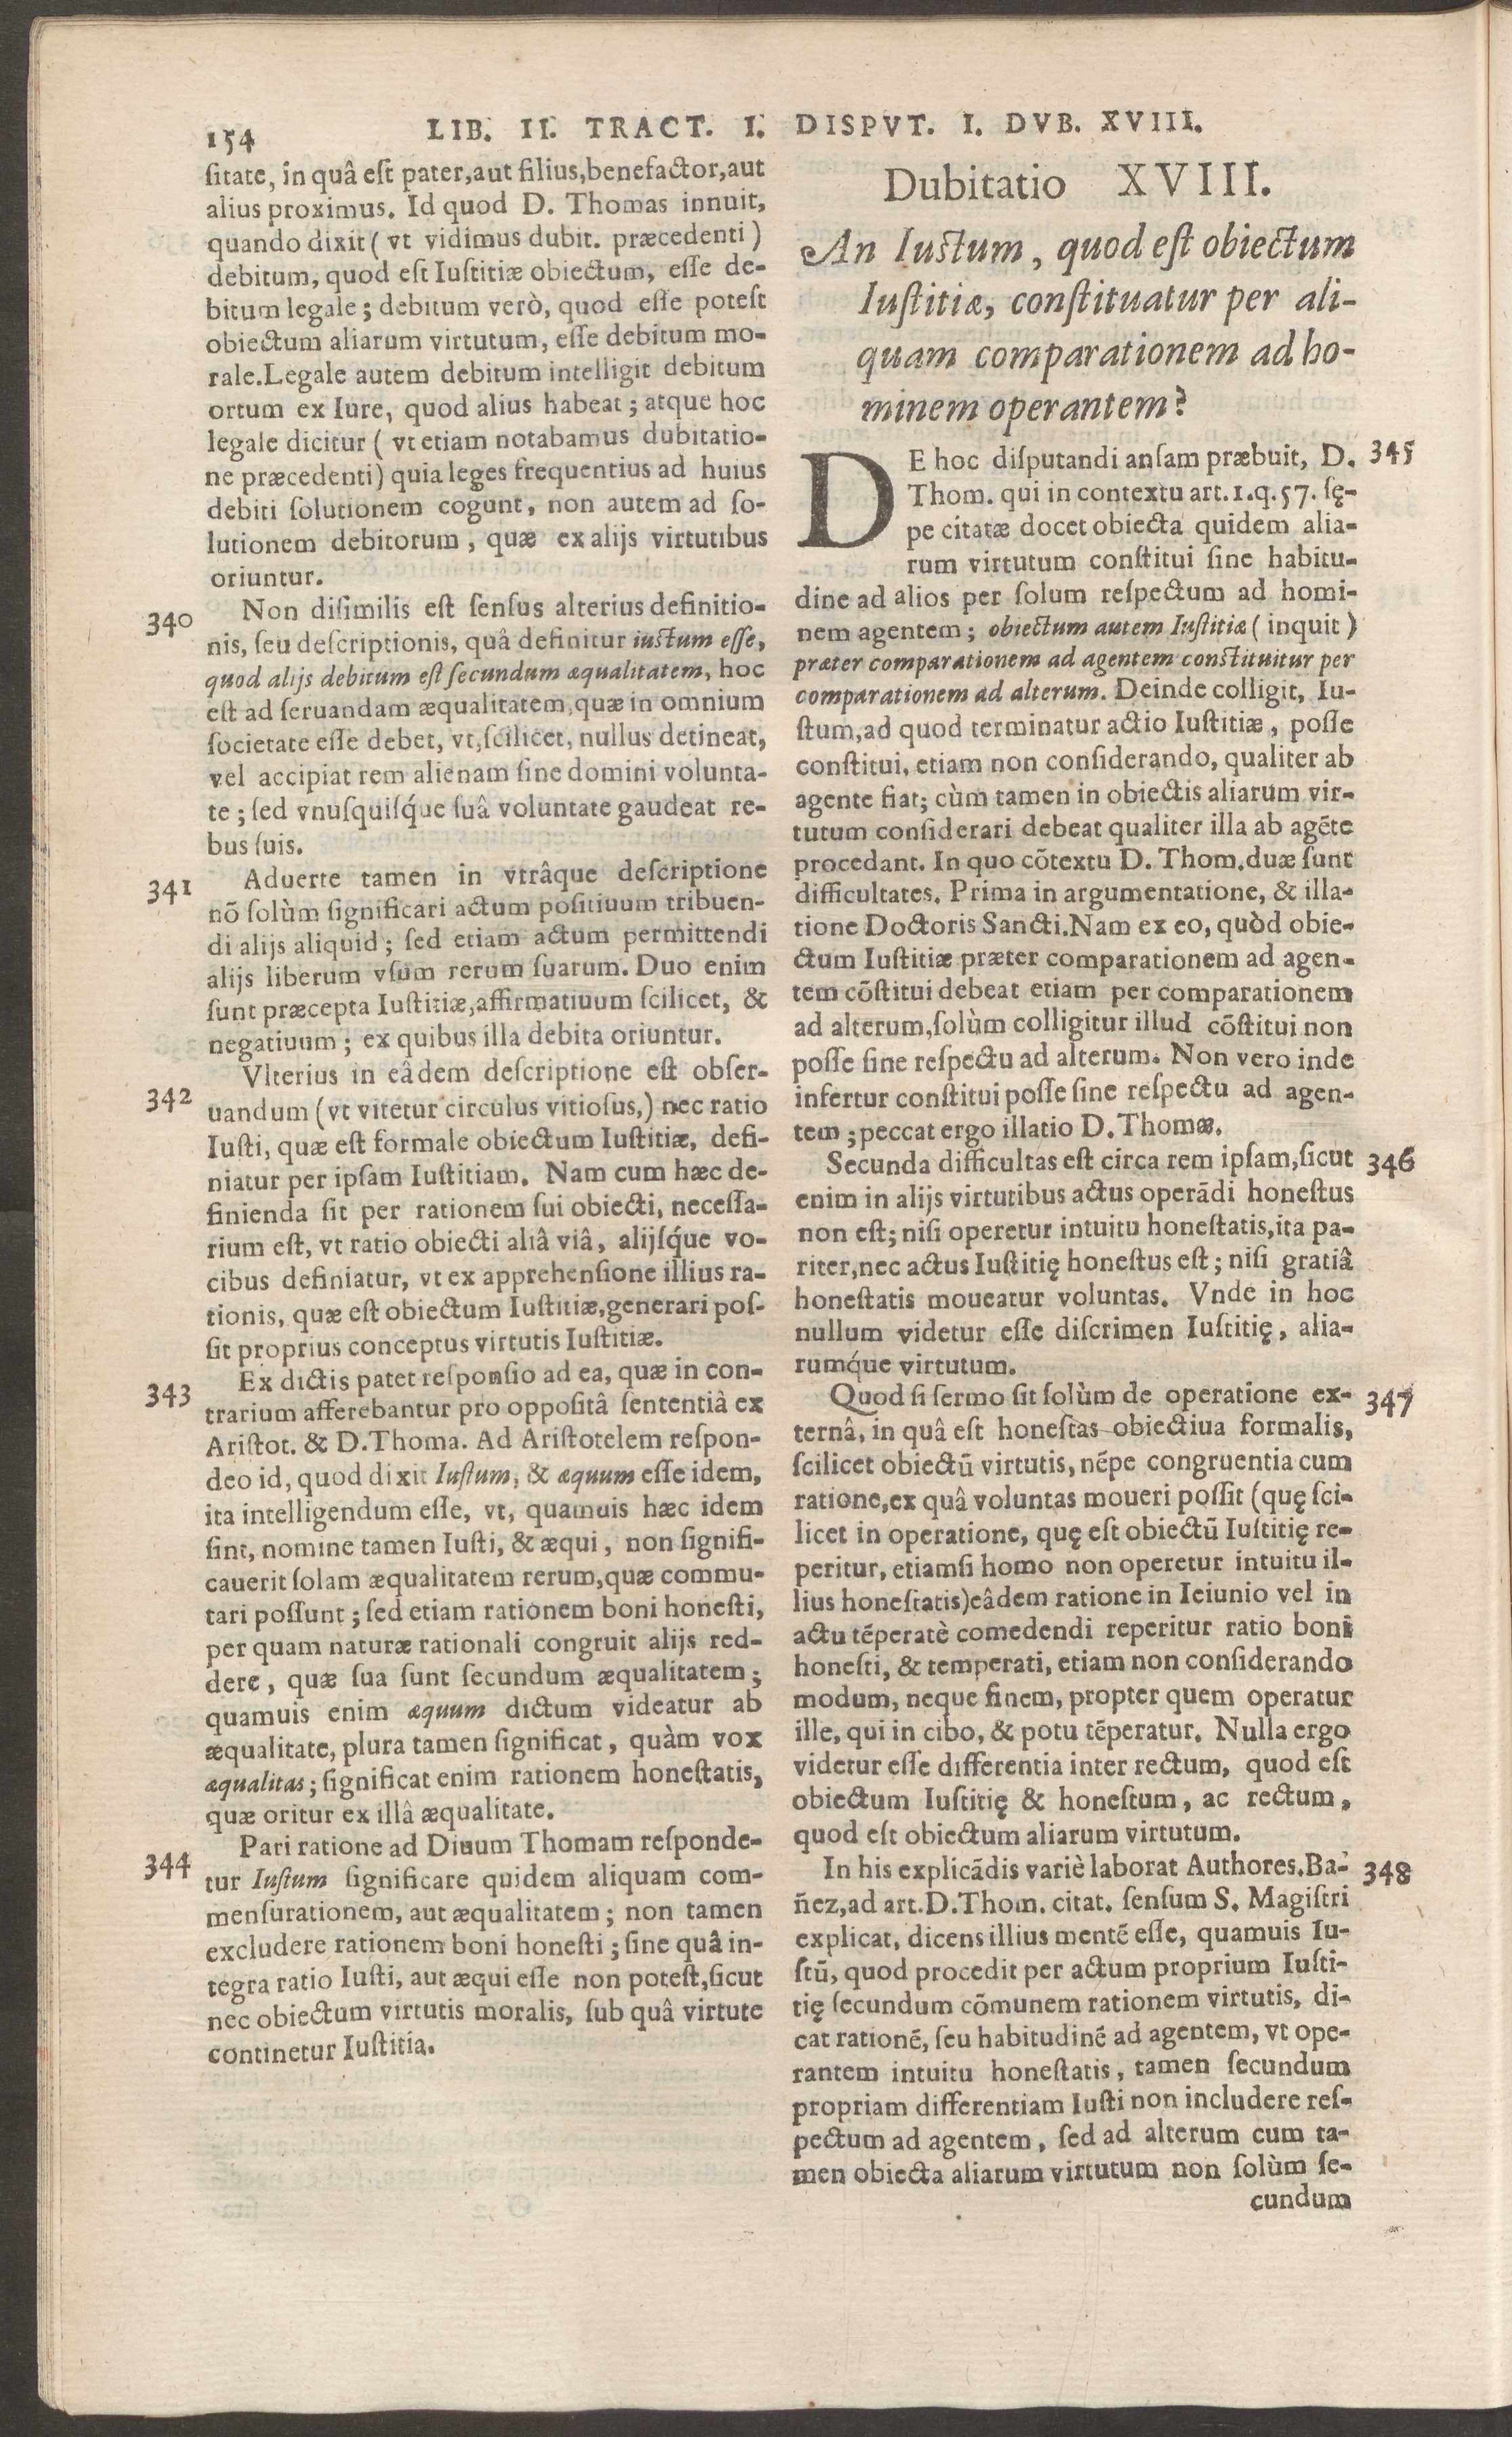 154
LIB. II. TRACT. I. DISPVT. I. DVB. XVIII.
ſitate, in quâ eſt pater,aut filius,benefactor,aut
alius proximus. Id quod D. Thomas innuit,
quando dixit ( vt vidimus dubit. præcedenti )
debitum, quod eſt Iuſtitiæ obiectum, eſſe de-
bitum legale ; debitum verò, quod eſſe poteſt
obiectum aliarum virtutum, eſſe debitum mo-
rale.Legale autem debitum intelligit debitum
ortum ex Iure, quod alius habeat ; atque hoc
legale dicitur ( vt etiam notabamus dubitatio-
ne præcedenti) quia leges frequentius ad huius
debiti ſolutionem cogunt, non autem ad ſo-
lutionem debitorum , quæ ex alijs virtutibus
oriuntur.
340 Non diſimilis eſt ſenſus alterius definitio-
nis, ſeu deſcriptionis, quâ definitur iuſtum eſſe,
quod alijs debitum eſt ſecundum æqualitatem, hoc
eſt ad ſeruandam æqualitatem,quæ in omnium
ſocietate eſſe debet, vt,ſcilicet, nullus detineat,
vel accipiat rem alienam ſine domini volunta-
te ; ſed vnuſquiſq́ue ſuâ voluntate gaudeat re-
bus ſuis.
341 Aduerte tamen in vtrâque deſcriptione
nõ ſolùm ſignificari actum poſitiuum tribuen-
di alijs aliquid ; ſed etiam actum permittendi
alijs liberum vſum rerum ſuarum. Duo enim
ſunt præcepta Iuſtitiæ,affirmatiuum ſcilicet, &
negatiuum ; ex quibus illa debita oriuntur.
342 Vlterius in eâdem deſcriptione eſt obſer-
uandum (vt vitetur circulus vitioſus,) nec ratio
Iuſti, quæ eſt formale obiectum Iuſtitiæ, defi-
niatur per ipſam Iuſtitiam. Nam cum hæc de-
finienda ſit per rationem ſui obiecti, neceſſa-
rium eſt, vt ratio obiecti aliâ viâ, alijſq́ue vo-
cibus definiatur, vt ex apprehenſione illius ra-
tionis, quæ eſt obiectum Iuſtitiæ,generari poſ-
ſit proprius conceptus virtutis Iuſtitiæ.
343 Ex dictis patet reſponſio ad ea, quæ in con-
trarium afferebantur pro oppoſitâ ſententiâ ex
Ariſtot. & D.Thoma. Ad Ariſtotelem reſpon-
deo id, quod dixit Iuſtum, & æquum eſſe idem,
ita intelligendum eſſe, vt, quamuis hæc idem
ſint, nomine tamen Iuſti, & æqui , non ſignifi-
cauerit ſolam æqualitatem rerum,quæ commu-
tari poſſunt ; ſed etiam rationem boni honeſti,
per quam naturæ rationali congruit alijs red-
dere , quæ ſua ſunt ſecundum æqualitatem ;
quamuis enim æquum dictum videatur ab
æqualitate, plura tamen ſignificat , quàm vox
æqualitas ; ſignificat enim rationem honeſtatis,
quæ oritur ex illâ æqualitate.
344 Pari ratione ad Diuum Thomam reſponde-
tur Iuſtum ſignificare quidem aliquam com-
menſurationem, aut æqualitatem ; non tamen
excludere rationem boni honeſti ; ſine quâ in-
tegra ratio Iuſti, aut æqui eſſe non poteſt,ſicut
nec obiectum virtutis moralis, ſub quâ virtute
continetur Iuſtitia.
Dubitatio XVIII.
An Iuſtum , quod eſt obiectum
Iuſtitiæ, conſtituatur per ali-
quam comparationem ad ho-
minem operantem?
345 DE hoc diſputandi anſam præbuit, D.
Thom. qui in contextu art. 1.q.57. ſę-
pe citatæ docet obiecta quidem alia-
rum virtutum conſtitui ſine habitu-
dine ad alios per ſolum reſpectum ad homi-
nem agentem ; obiectum autem Iuſtitiæ ( inquit )
præter comparationem ad agentem conſtituitur per
comparationem ad alterum. Deinde colligit, Iu-
ſtum,ad quod terminatur actio Iuſtitiæ , poſſe
conſtitui, etiam non conſiderando, qualiter ab
agente fiat; cùm tamen in obiectis aliarum vir-
tutum conſiderari debeat qualiter illa ab agẽte
procedant. In quo cõtextu D. Thom.duæ ſunt
difficultates. Prima in argumentatione, & illa-
tione Doctoris Sancti.Nam ex eo, quòd obie-
ctum Iuſtitiæ præter comparationem ad agen-
tem cõſtitui debeat etiam per comparationem
ad alterum,ſolùm colligitur illud cõſtitui non
poſſe ſine reſpectu ad alterum. Non vero inde
infertur conſtitui poſſe ſine reſpectu ad agen-
tem ; peccat ergo illatio D. Thomæ.
346 Secunda difficultas eſt circa rem ipſam,ſicut
enim in alijs virtutibus actus operãdi honeſtus
non eſt; niſi operetur intuitu honeſtatis,ita pa-
riter,nec actus Iuſtitię honeſtus eſt ; niſi gratiâ
honeſtatis moueatur voluntas. Vnde in hoc
nullum videtur eſſe diſcrimen Iuſtitię , alia-
rumq́ue virtutum.
347 Quod ſi ſermo ſit ſolùm de operatione ex-
ternâ, in quâ eſt honeſtas obiectiua formalis,
ſcilicet obiectũ virtutis, nẽpe congruentia cum
ratione,ex quâ voluntas moueri poſſit (quę ſci-
licet in operatione, quę eſt obiectũ Iuſtitię re-
peritur, etiamſi homo non operetur intuitu il-
lius honeſtatis)eâdem ratione in Ieiunio vel in
actu tẽperatè comedendi reperitur ratio boni
honeſti, & temperati, etiam non conſiderando
modum, neque finem, propter quem operatur
ille, qui in cibo, & potu tẽperatur. Nulla ergo
videtur eſſe differentia inter rectum, quod eſt
obiectum Iuſtitię & honeſtum , ac rectum ,
quod eſt obiectum aliarum virtutum.
348 In his explicãdis variè laborat Authores.Ba-
ñez,ad art.D.Thom. citat. ſenſum S. Magiſtri
explicat, dicens illius mentẽ eſſe, quamuis Iu-
ſtũ, quod procedit per actum proprium Iuſti-
tię ſecundum cõmunem rationem virtutis, di-
cat rationẽ, ſeu habitudinẽ ad agentem, vt ope-
rantem intuitu honeſtatis , tamen ſecundum
propriam differentiam Iuſti non includere reſ-
pectum ad agentem , ſed ad alterum cum ta-
men obiecta aliarum virtutum non ſolùm ſe-
cundum